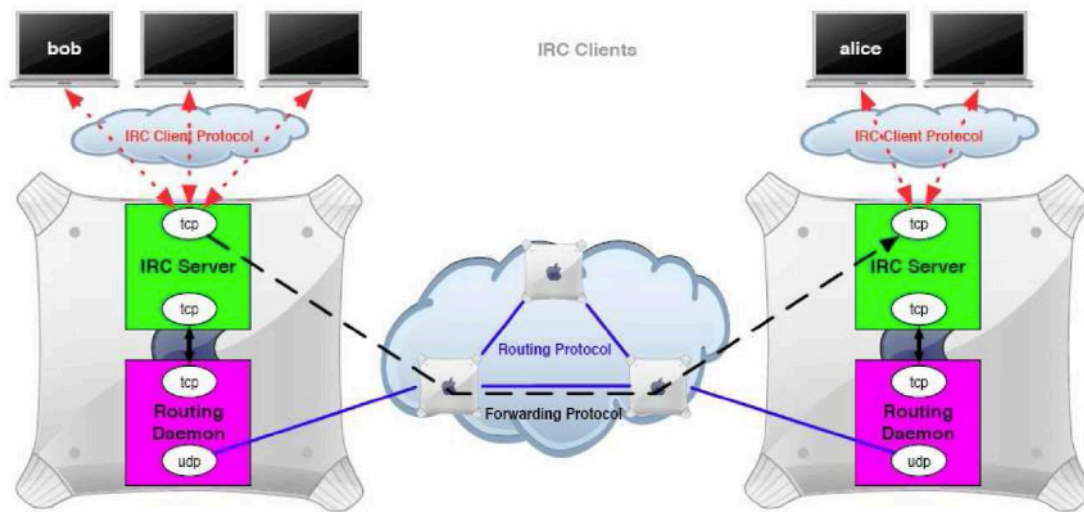 bob
IRC Clients
alice
IRC Client Protocol
IRC-Client Protocol
tcp
tcp
IRC Server
IRC Server
tcp
tcp
Routing Protocol
tcp
tcp
Forwarding Protocol
Routing
Daemon
Routing
Daemon
udp
udp